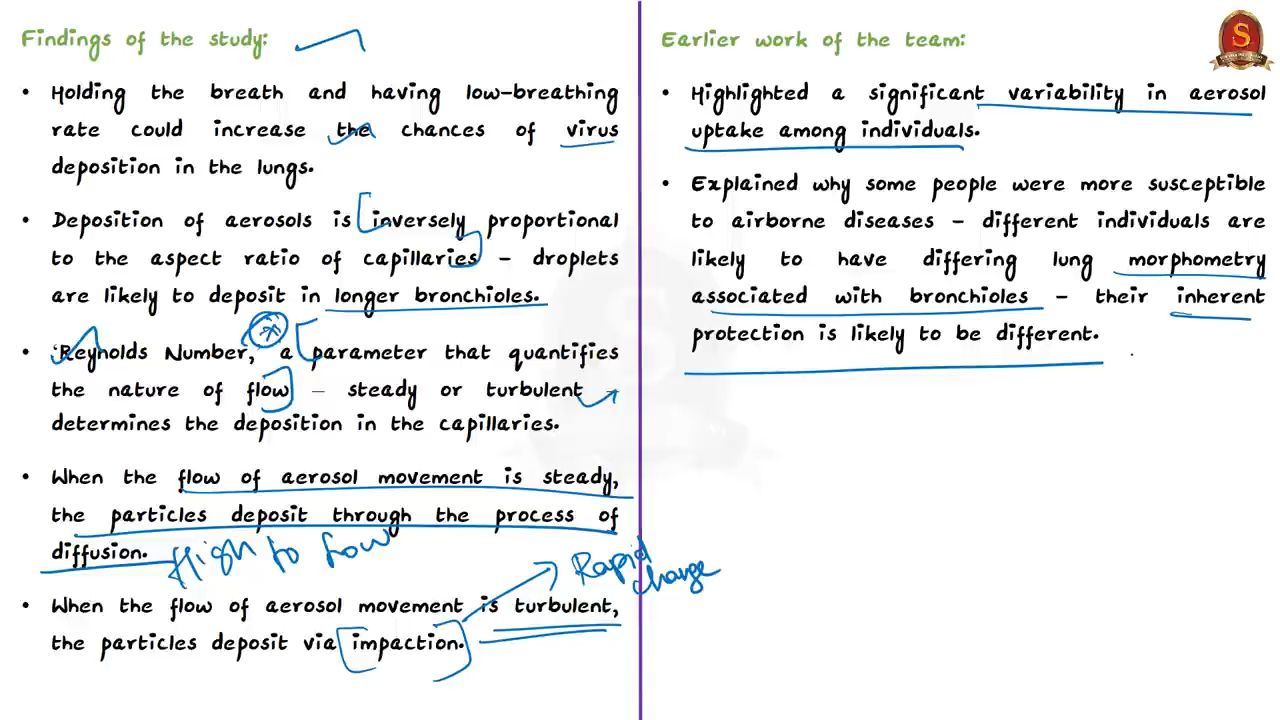 Findings of the study:
• Holding the breath and having low-breathing
rate could increase the chances of virus
deposition in the lungs.
• Deposition of aerosols is inversely proportional
to the aspect ratio of capillaries - droplets
are likely to deposit in longer bronchioles.
• 'Reynolds Number, a parameter that quantifies
the nature of flow - steady or turbulent
determines the deposition in the capillaries.
• When the flow of aerosol movement is steady,
the particles deposit through the process of
diffusion. High to Low
Rapid
change
• When the flow of aerosol movement is turbulent,
the particles deposit via impaction.
Earlier work of the team:
• Highlighted a significant variability in aerosol
uptake among individuals.
• Explained why some people were more susceptible
to airborne diseases - different individuals are
likely to have differing lung morphometry
associated with bronchioles - their inherent
protection is likely to be different.
S